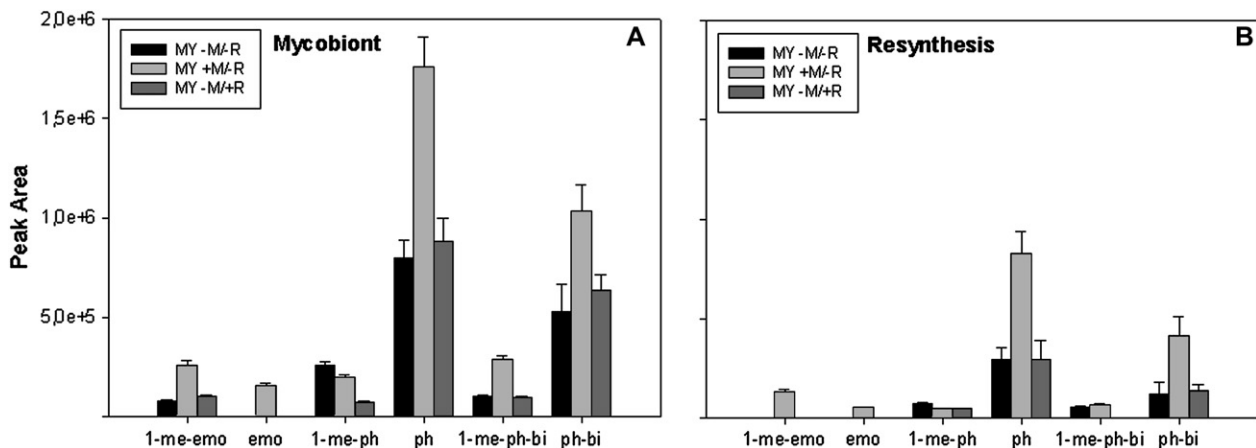 2,0e+6
1,5e+6
1,0e+6
5,0e+5
Peak Area
MY -M/-R
MY +M/-R
MY -M/+R
Mycobiont
A
1-me-emo emo 1-me-ph ph 1-me-ph-bi ph-bi
MY -M/-R
MY +M/-R
MY -M/+R
Resynthesis
B
1-me-emo emo 1-me-ph ph 1-me-ph-bi ph-bi